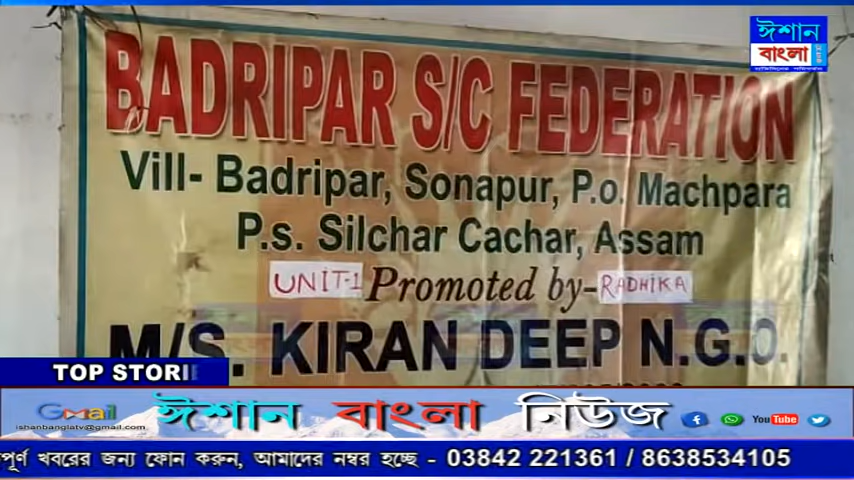 BADRIPAR S/C FEDERATION
ঈশান
বাংলা
Vill- Badripar, Sonapur, P.o. Machpara
P.s. Silchar Cachar, Assam
UNIT-1 Promoted by- RADHIKA
M/S. KIRAN DEEP N.G.O.
TOP STORIE
Gmail
ishanbanglatv@gmail.com
ঈশান বাংলা নিউজ
YouTube
পূর্ণ খবরের জন্য ফোন করুন, আমাদের নম্বর হচ্ছে - 03842 221361 / 8638534105